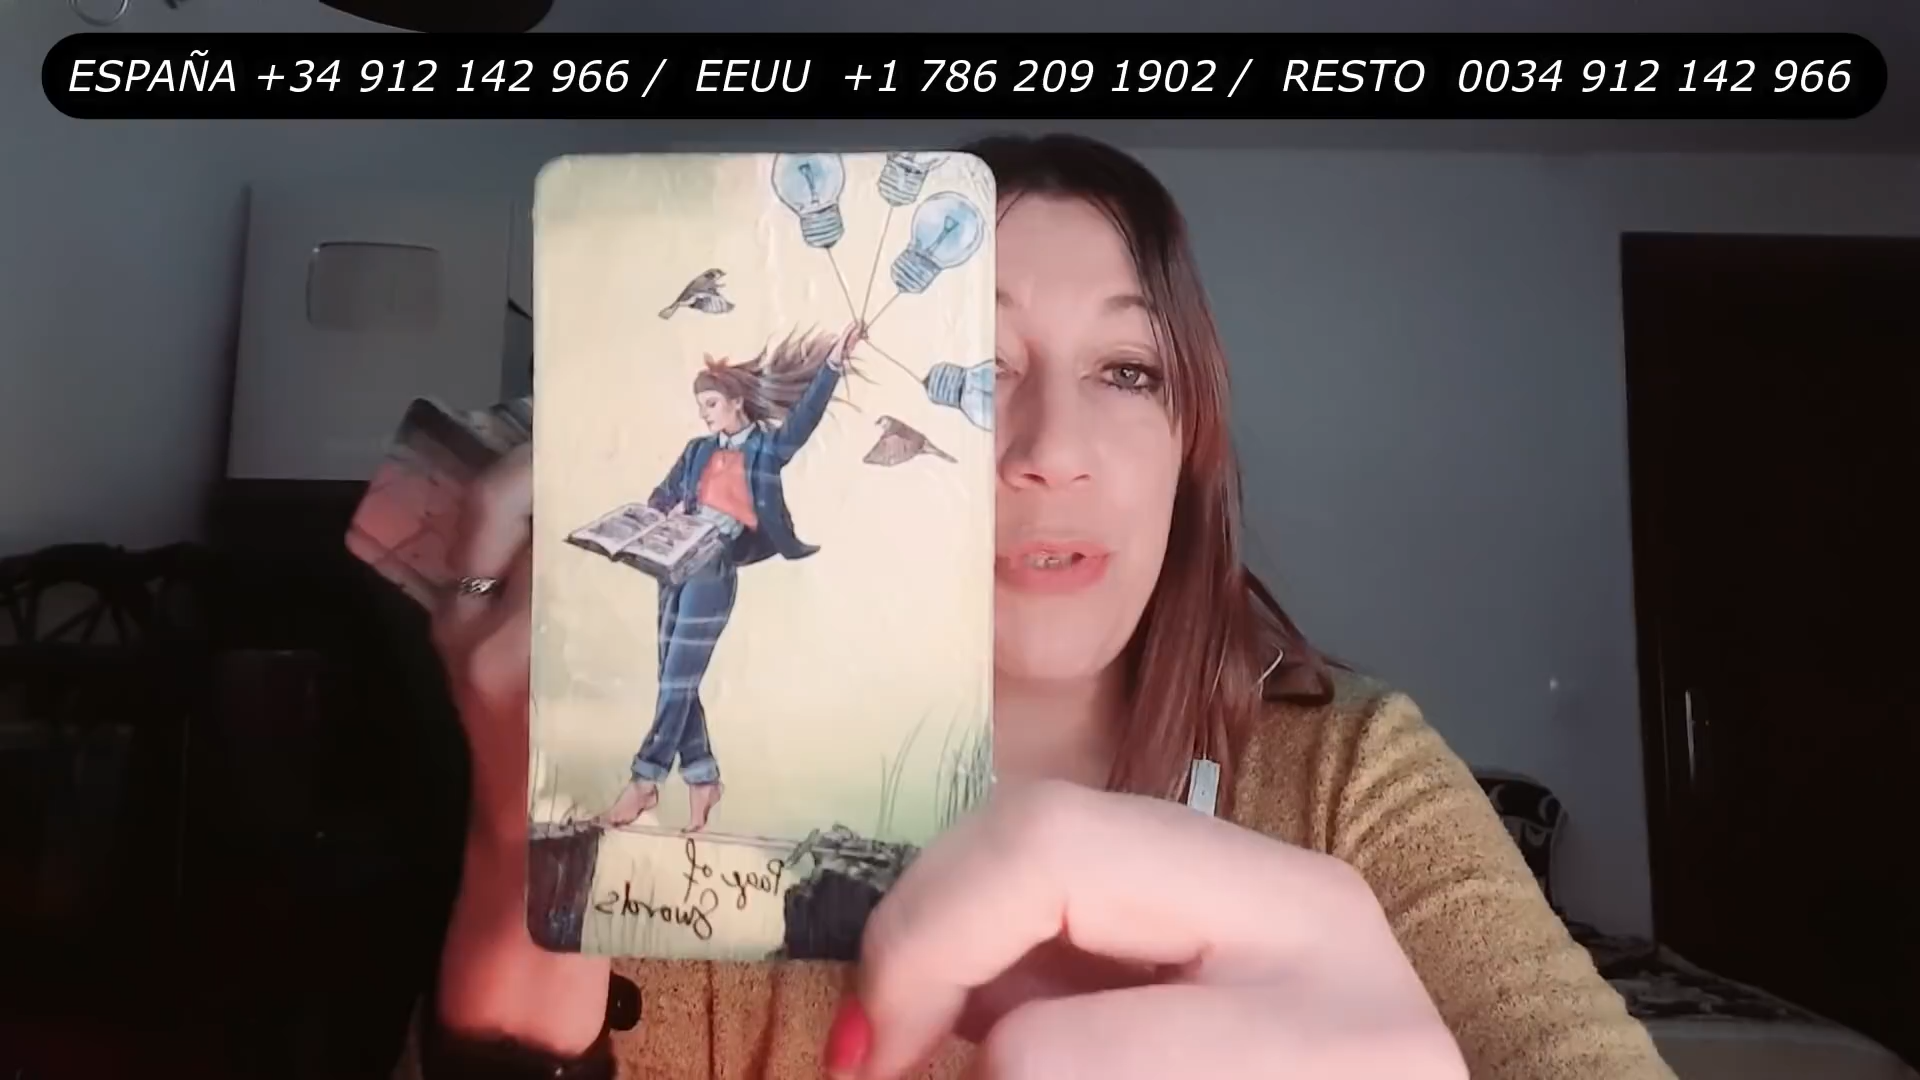 ESPAÑA +34 912 142 966 / EEUU +1 786 209 1902 / RESTO 0034 912 142 966
Page of
Swords